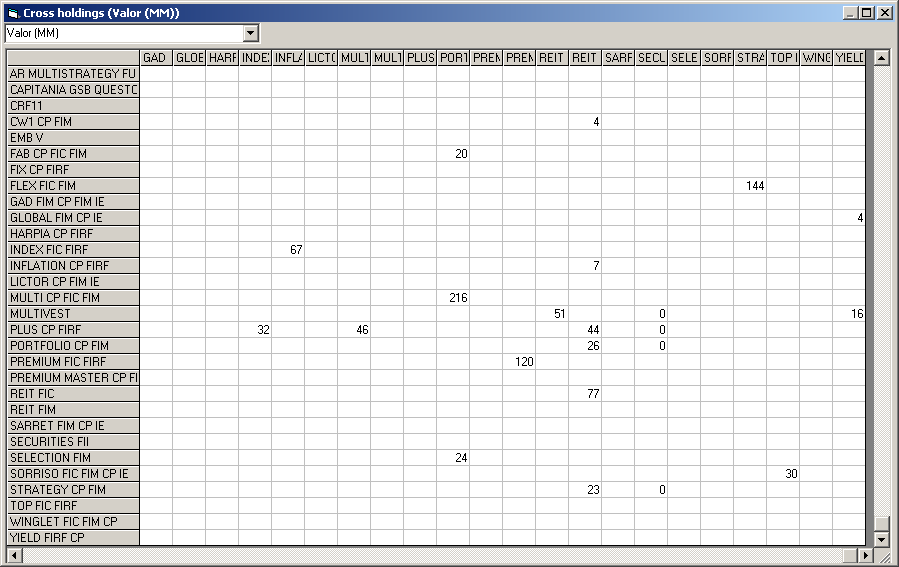 Cross holdings (Valor (MM))
Valor (MM)
GAD GLOE HARF INDEX INFLA LICTO MULT MULT PLUS PORT PREM PREM REIT REIT SARF SECU SELE SORF STRA TOP I WING YIELD
AR MULTISTRATEGY FU
CAPITANIA GSB QUESTO
CRF11
CW1 CP FIM 4
EMB V
FAB CP FIC FIM 20
FIX CP FIRF
FLEX FIC FIM 144
GAD FIM CP FIM IE
GLOBAL FIM CP IE 4
HARPIA CP FIRF
INDEX FIC FIRF 67
INFLATION CP FIRF 7
LICTOR CP FIM IE
MULTI CP FIC FIM 216
MULTIVEST 51 0 16
PLUS CP FIRF 32 46 44 0
PORTFOLIO CP FIM 26 0
PREMIUM FIC FIRF 120
PREMIUM MASTER CP FI
REIT FIC 77
REIT FIM
SARRET FIM CP IE
SECURITIES FII
SELECTION FIM 24
SORRISO FIC FIM CP IE 30
STRATEGY CP FIM 23 0
TOP FIC FIRF
WINGLET FIC FIM CP
YIELD FIRF CP